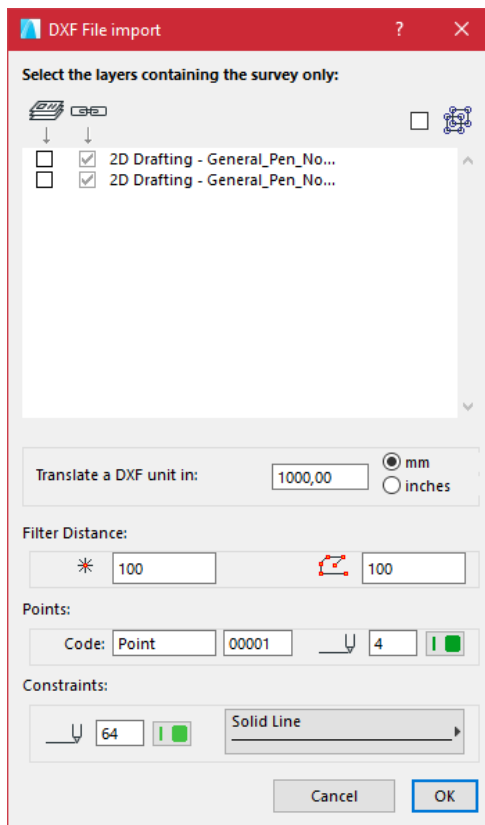 DXF File import ?
Select the layers containing the survey only:
2D Drafting - General_Pen_No...
2D Drafting - General_Pen_No...
Translate a DXF unit in: 1000,00 mm
inches
Filter Distance:
100 100
Points:
Code: Point 00001 4
Constraints:
64 Solid Line
Cancel OK